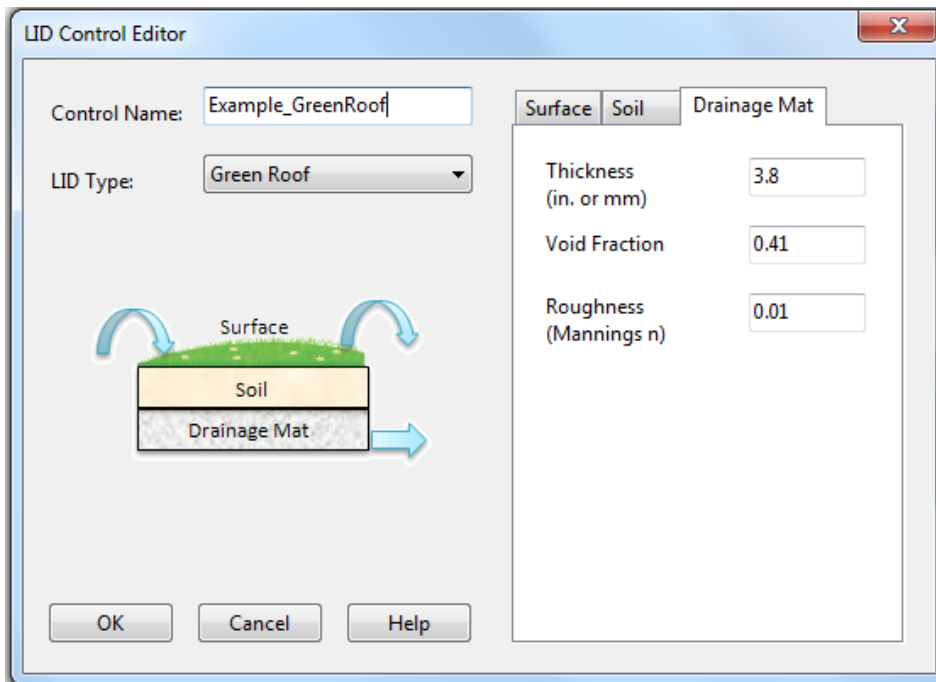 LID Control Editor
Control Name:
Example_GreenRoof
LID Type:
Green Roof
Surface
Soil
Drainage Mat
OK
Cancel
Help
Surface
Soil
Drainage Mat
Thickness
(in. or mm)
3.8
Void Fraction
0.41
Roughness
(Mannings n)
0.01